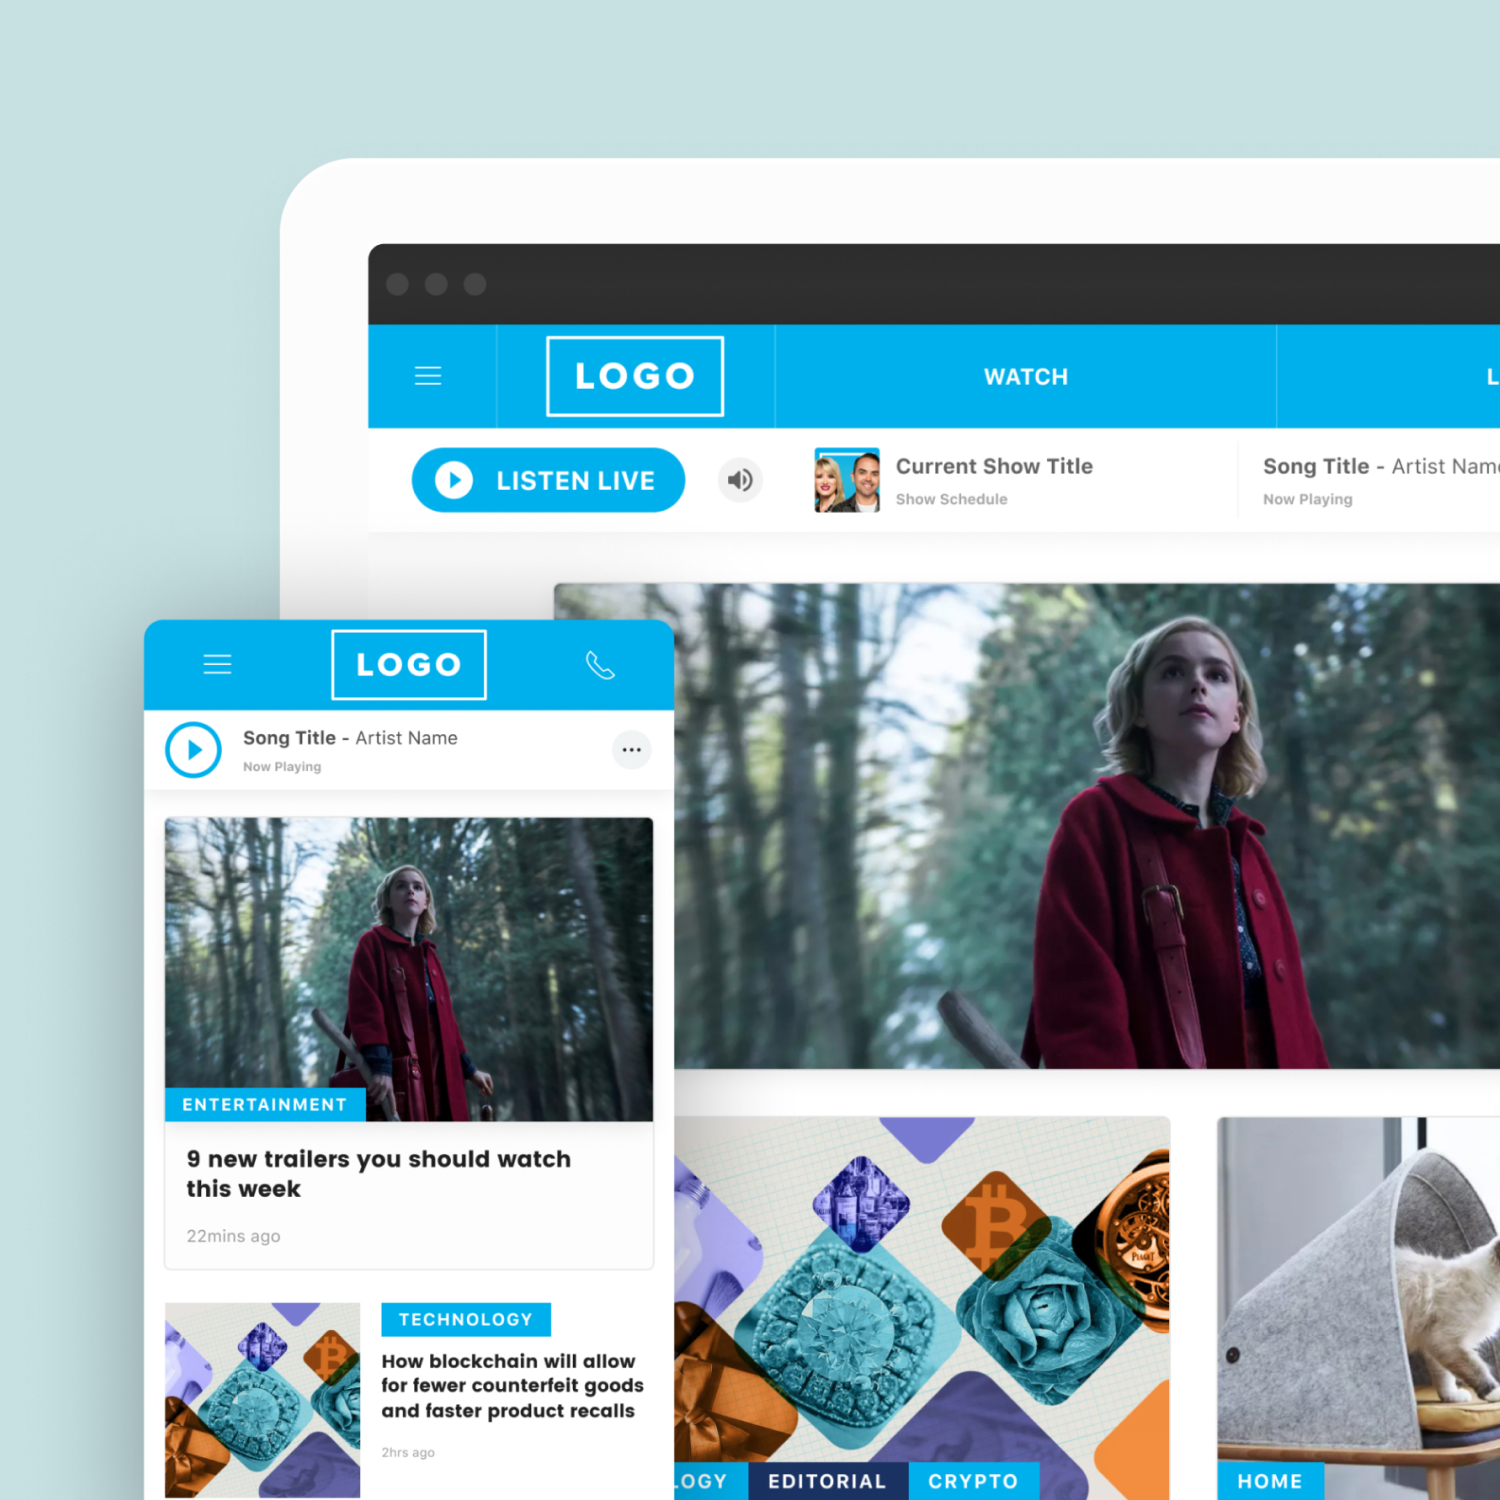 LOGO
WATCH
LISTEN LIVE
Current Show Title
Show Schedule
Song Title - Artist Name
Now Playing
LOGO
Song Title - Artist Name
Now Playing
ENTERTAINMENT
9 new trailers you should watch
this week
22mins ago
TECHNOLOGY
How blockchain will allow
for fewer counterfeit goods
and faster product recalls
2hrs ago
PIAGET
LOGY
EDITORIAL
CRYPTO
HOME